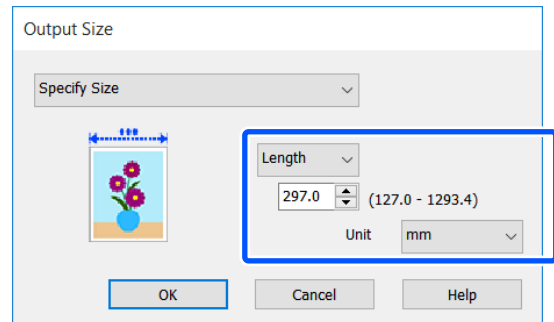 Output Size
Specify Size
Length
297.0 (127.0 - 1293.4)
Unit mm
OK Cancel Help